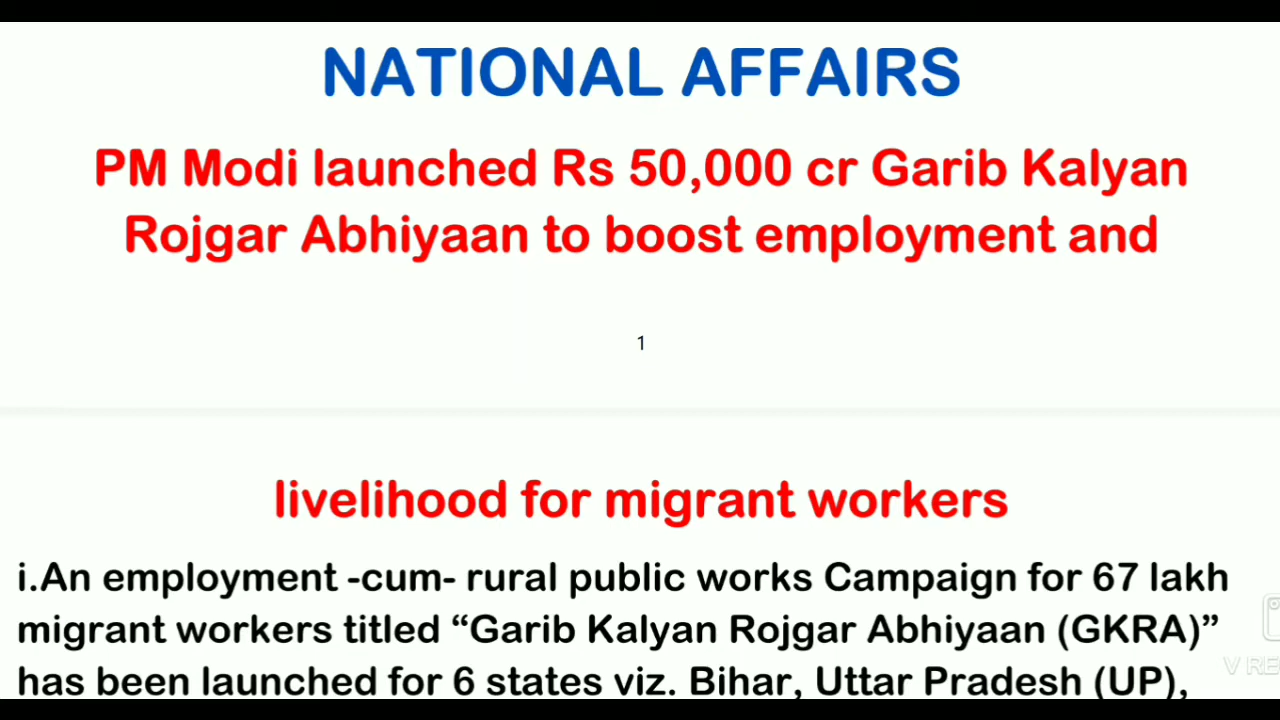 NATIONAL AFFAIRS
PM Modi launched Rs 50,000 cr Garib Kalyan
Rojgar Abhiyaan to boost employment and
1
livelihood for migrant workers
i.An employment -cum- rural public works Campaign for 67 lakh
migrant workers titled “Garib Kalyan Rojgar Abhiyaan (GKRA)”
has been launched for 6 states viz. Bihar, Uttar Pradesh (UP),
V RE